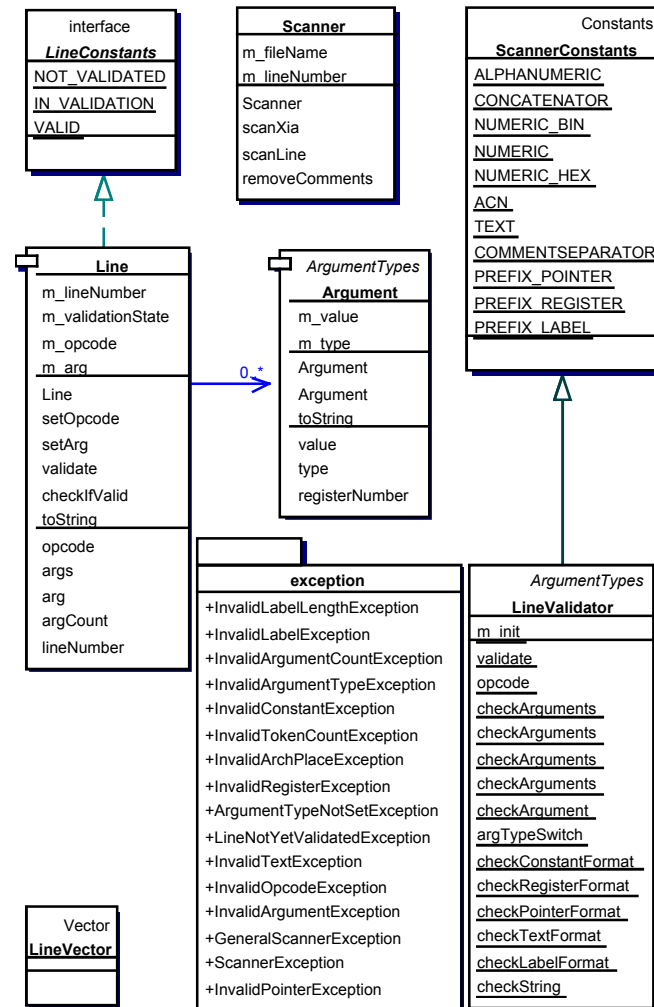 interface
LineConstants
NOT_VALIDATED
IN_VALIDATION
VALID
Scanner
m_fileName
m_lineNumber
Scanner
scanXia
scanLine
removeComments
Constants
ScannerConstants
ALPHANUMERIC
CONCATENATOR
NUMERIC_BIN
NUMERIC
NUMERIC_HEX
ACN
TEXT
COMMENTSEPARATOR
PREFIX_POINTER
PREFIX_REGISTER
PREFIX_LABEL
Line
m_lineNumber
m_validationState
m_opcode
m_arg
Line
setOpcode
setArg
validate
checkIfValid
toString
opcode
args
arg
argCount
lineNumber
0..*
ArgumentTypes
Argument
m_value
m_type
Argument
Argument
toString
value
type
registerNumber
exception
+InvalidLabelLengthException
+InvalidLabelException
+InvalidArgumentCountException
+InvalidArgumentTypeException
+InvalidConstantException
+InvalidTokenCountException
+InvalidArchPlaceException
+InvalidRegisterException
+ArgumentTypeNotSetException
+LineNotYetValidatedException
+InvalidTextException
+InvalidOpcodeException
+InvalidArgumentException
+GeneralScannerException
+ScannerException
+InvalidPointerException
ArgumentTypes
LineValidator
m_init
validate
opcode
checkArguments
checkArguments
checkArguments
checkArguments
checkArgument
argTypeSwitch
checkConstantFormat
checkRegisterFormat
checkPointerFormat
checkTextFormat
checkLabelFormat
checkString
Vector
LineVector